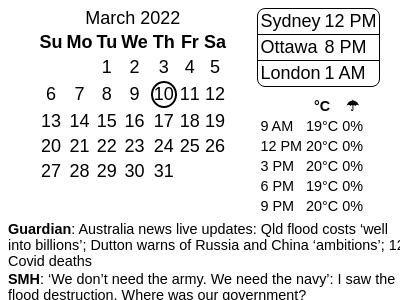 March 2022
Su Mo Tu We Th Fr Sa
1 2 3 4 5
6 7 8 9 10 11 12
13 14 15 16 17 18 19
20 21 22 23 24 25 26
27 28 29 30 31
Sydney 12 PM
Ottawa 8 PM
London 1 AM
°C ☂
9 AM 19°C 0%
12 PM 20°C 0%
3 PM 20°C 0%
6 PM 19°C 0%
9 PM 20°C 0%
Guardian: Australia news live updates: Qld flood costs ‘well
into billions’; Dutton warns of Russia and China ‘ambitions’; 12
Covid deaths
SMH: ‘We don’t need the army. We need the navy’: I saw the
flood destruction. Where was our government?